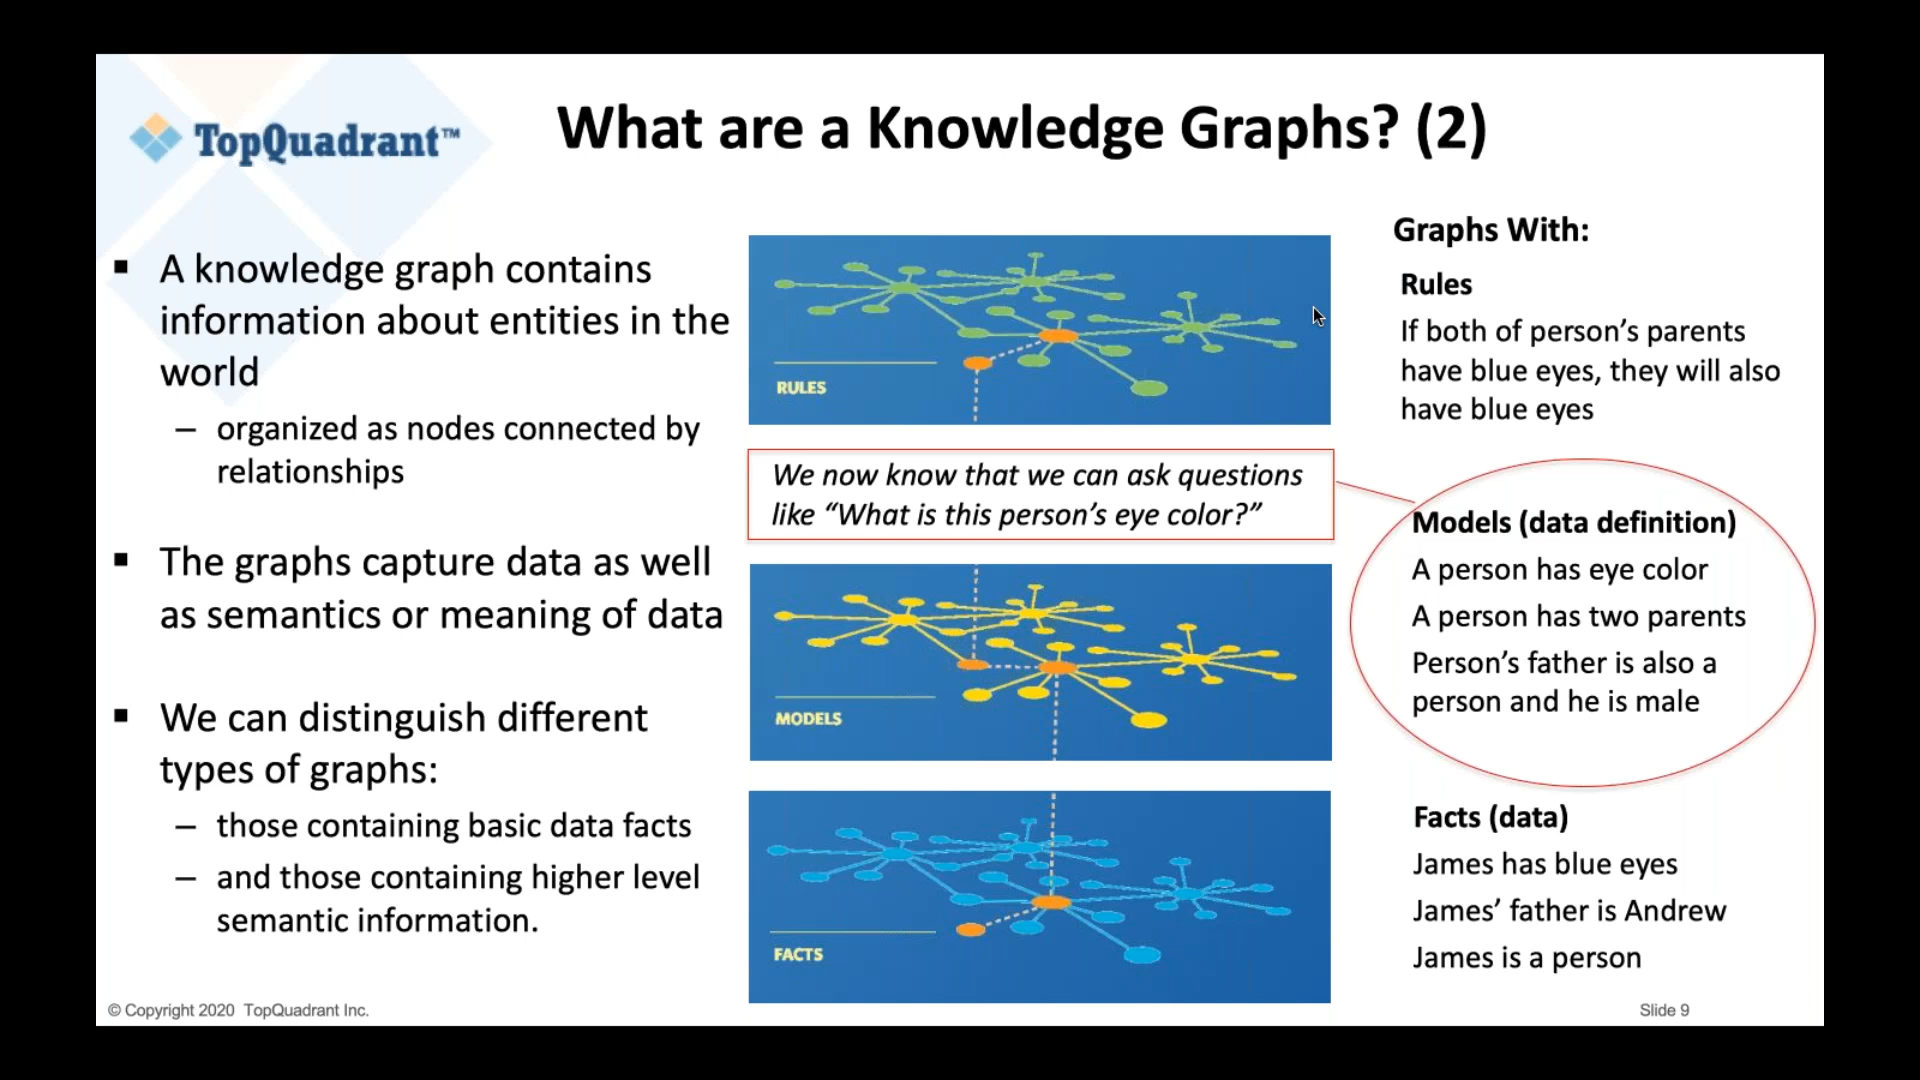 TopQuadrant™
What are a Knowledge Graphs? (2)
▪ A knowledge graph contains
information about entities in the
world
– organized as nodes connected by
relationships
▪ The graphs capture data as well
as semantics or meaning of data
▪ We can distinguish different
types of graphs:
– those containing basic data facts
– and those containing higher level
semantic information.
RULES
We now know that we can ask questions
like “What is this person’s eye color?”
MODELS
FACTS
Graphs With:
Rules
If both of person’s parents
have blue eyes, they will also
have blue eyes
Models (data definition)
A person has eye color
A person has two parents
Person’s father is also a
person and he is male
Facts (data)
James has blue eyes
James’ father is Andrew
James is a person
© Copyright 2020 TopQuadrant Inc.
Slide 9